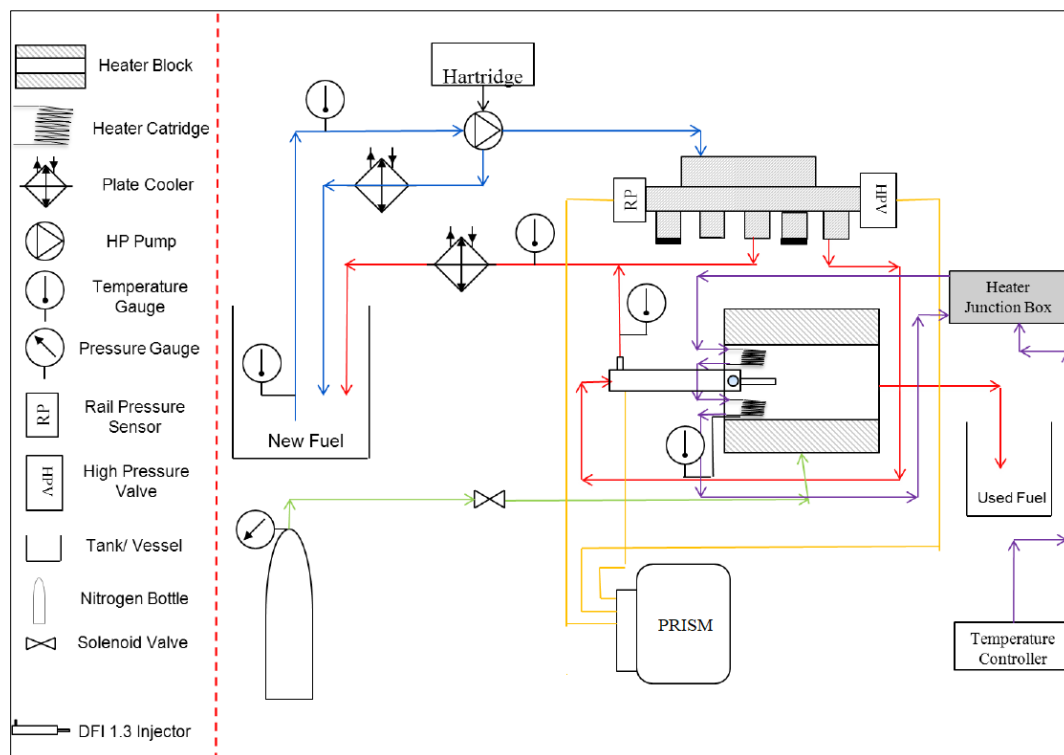 Heater Block
Heater Catridge
Plate Cooler
HP Pump
Temperature
Gauge
Pressure Gauge
RP
Rail Pressure
Sensor
HPV
High Pressure
Valve
Tank/ Vessel
Nitrogen Bottle
Solenoid Valve
DFI 1.3 Injector
Hartridge
RP
HPV
Heater
Junction Box
New Fuel
Used Fuel
PRISM
Temperature
Controller